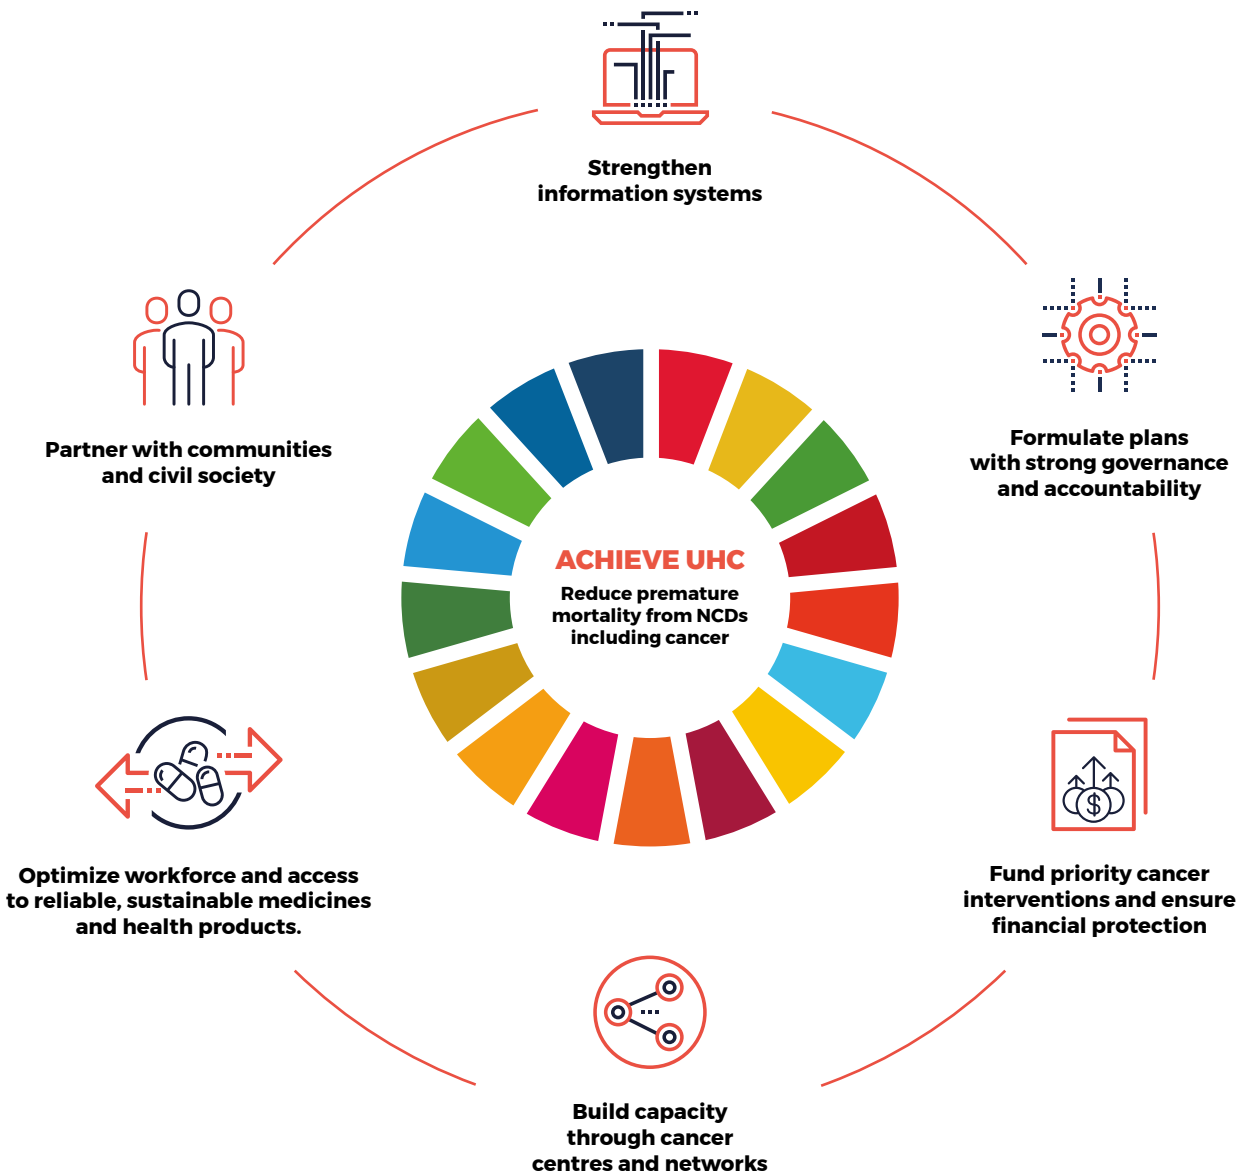 Strengthen
information systems
Formulate plans
with strong governance
and accountability
Fund priority cancer
interventions and ensure
financial protection
Build capacity
through cancer
centres and networks
Optimize workforce and access
to reliable, sustainable medicines
and health products.
Partner with communities
and civil society
ACHIEVE UHC
Reduce premature
mortality from NCDs
including cancer
$